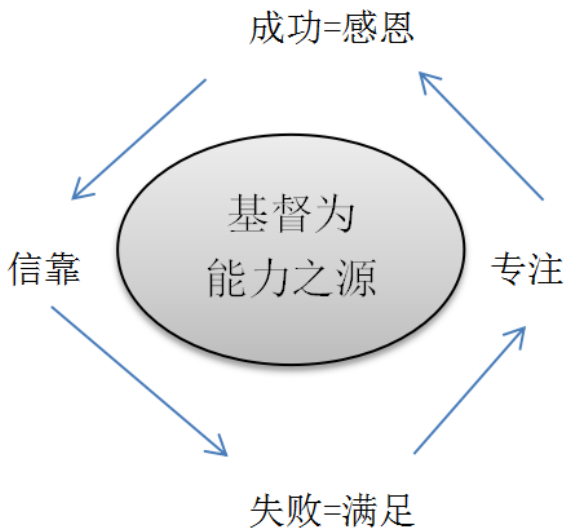 成功=感恩
基督为
能力之源
信靠
专注
失败=满足